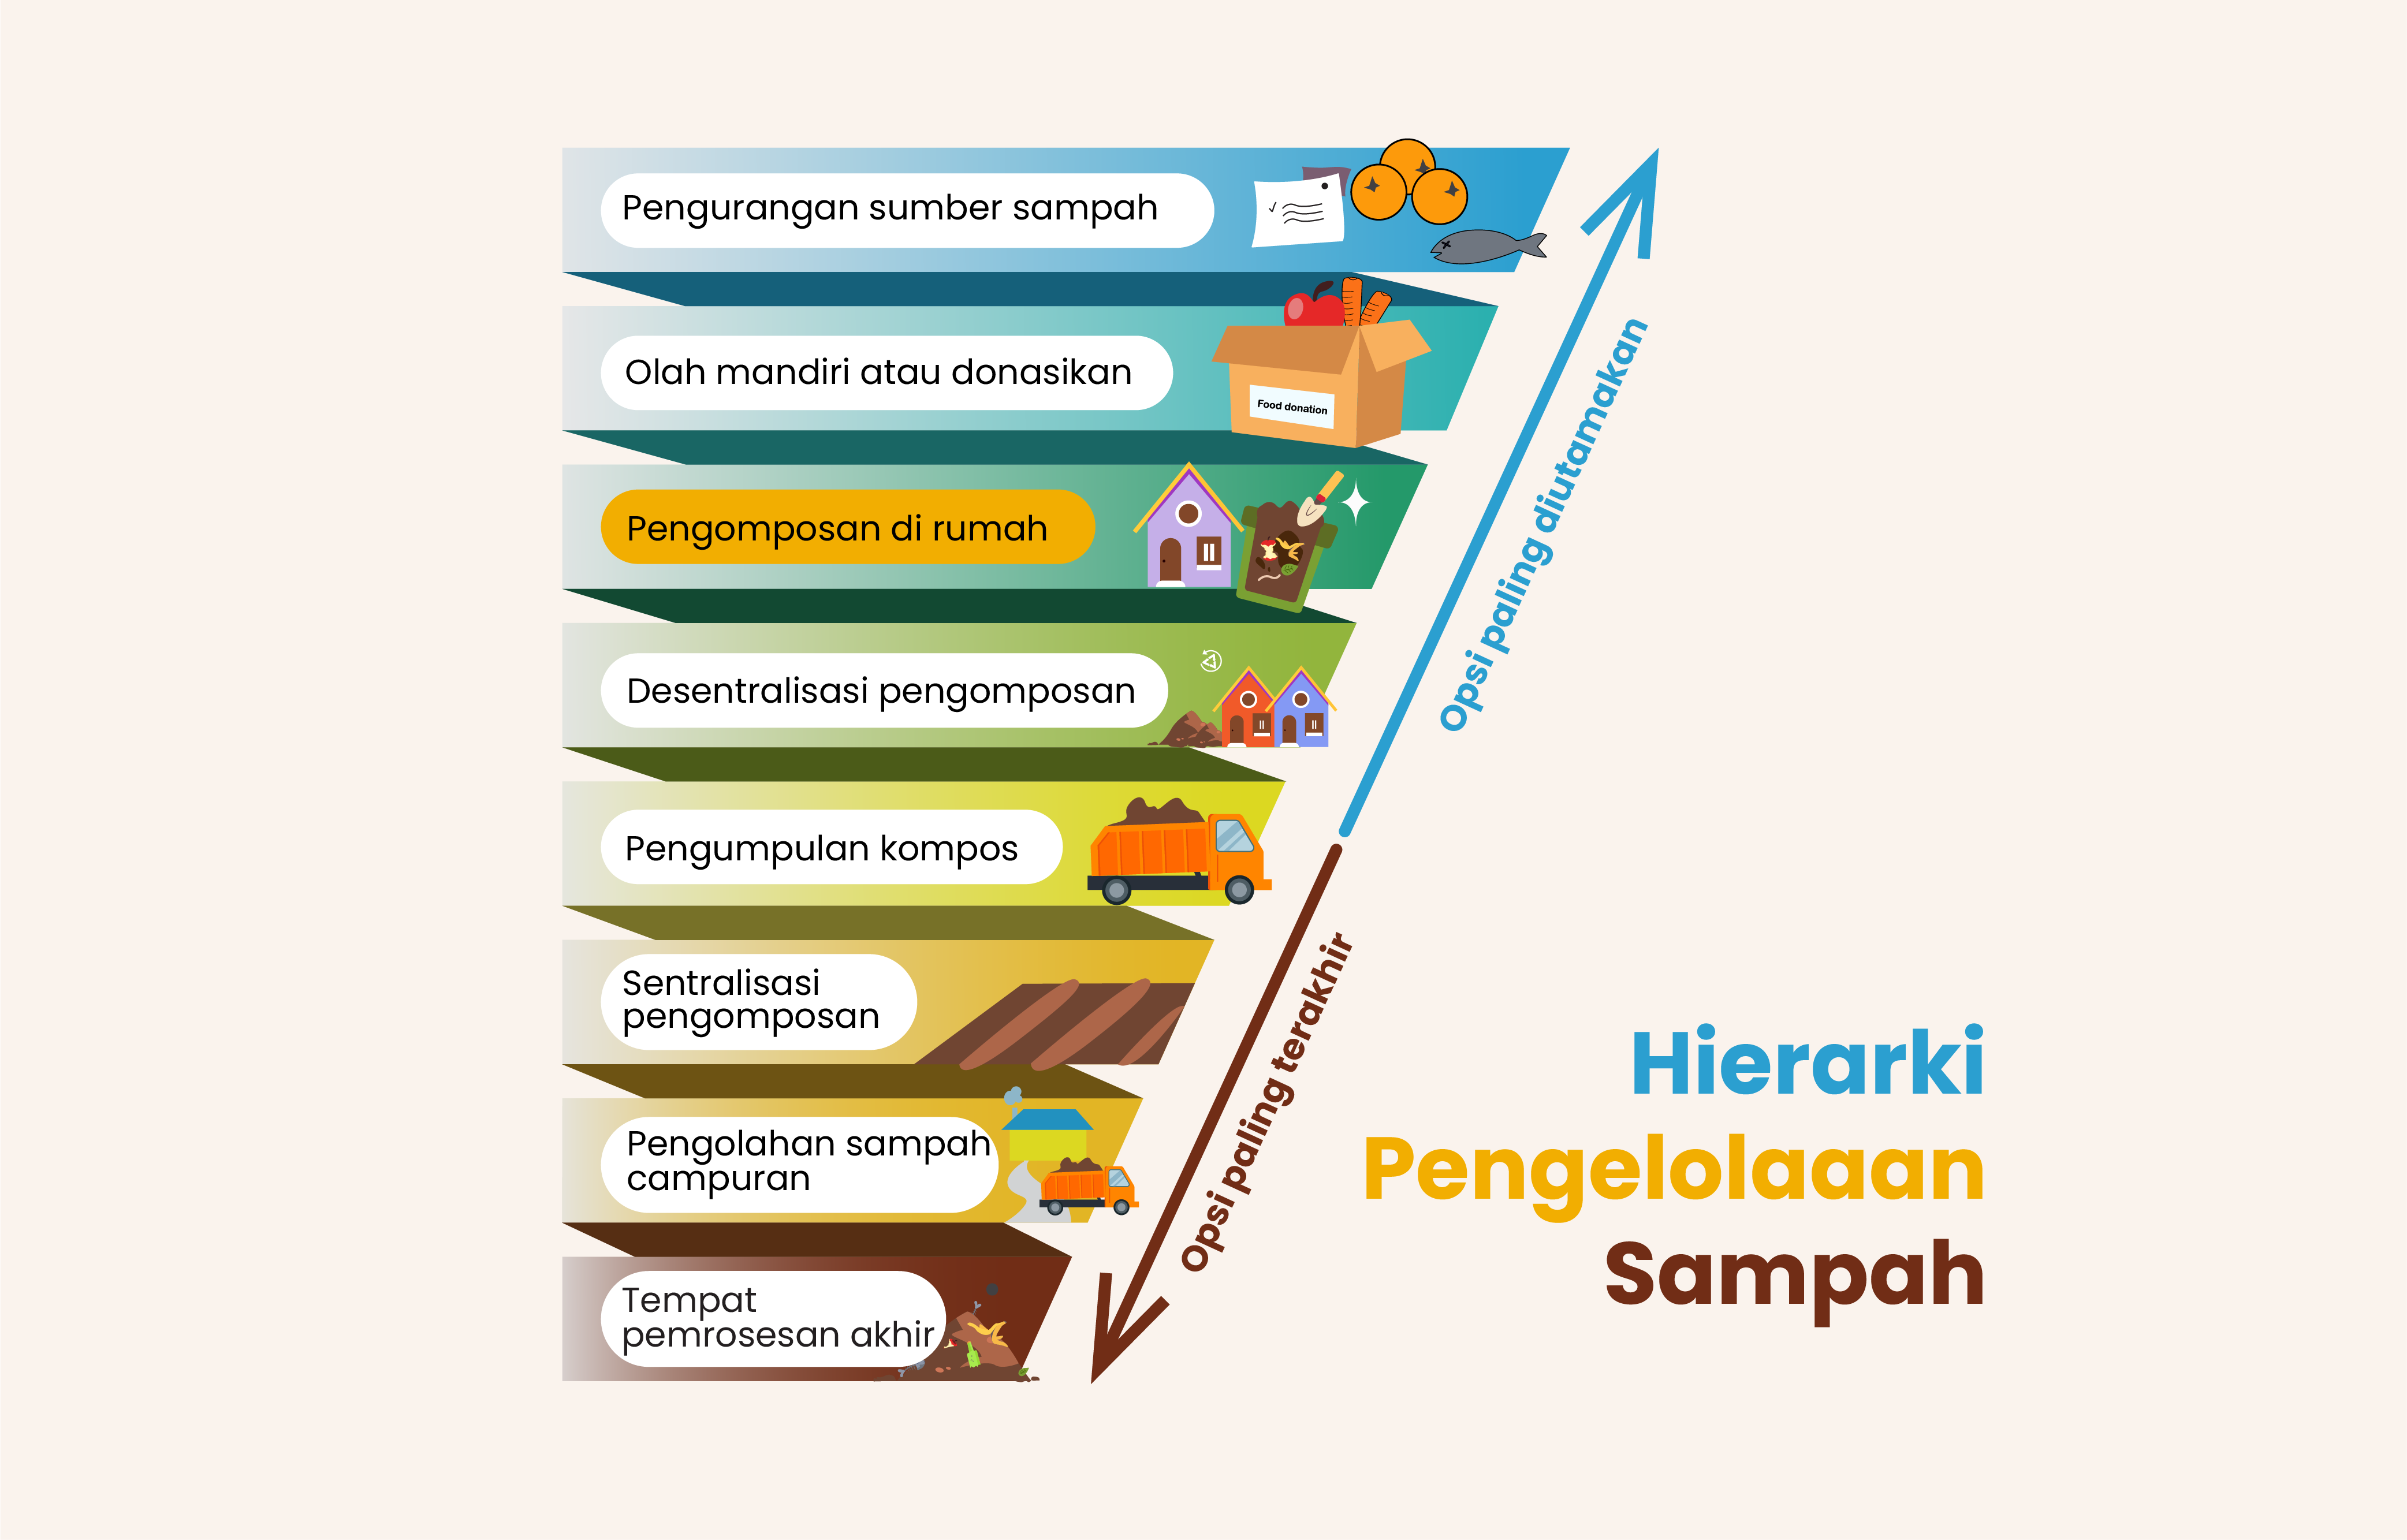 Pengurangan sumber sampah
Olah mandiri atau donasikan
Food donation
Pengomposan di rumah
Desentralisasi pengomposan
Pengumpulan kompos
Sentralisasi
pengomposan
Pengolahan sampah
campuran
Tempat
pemrosesan akhir
Opsi paling diutamakan
Opsi paling terakhir
Hierarki
Pengelolaaan
Sampah